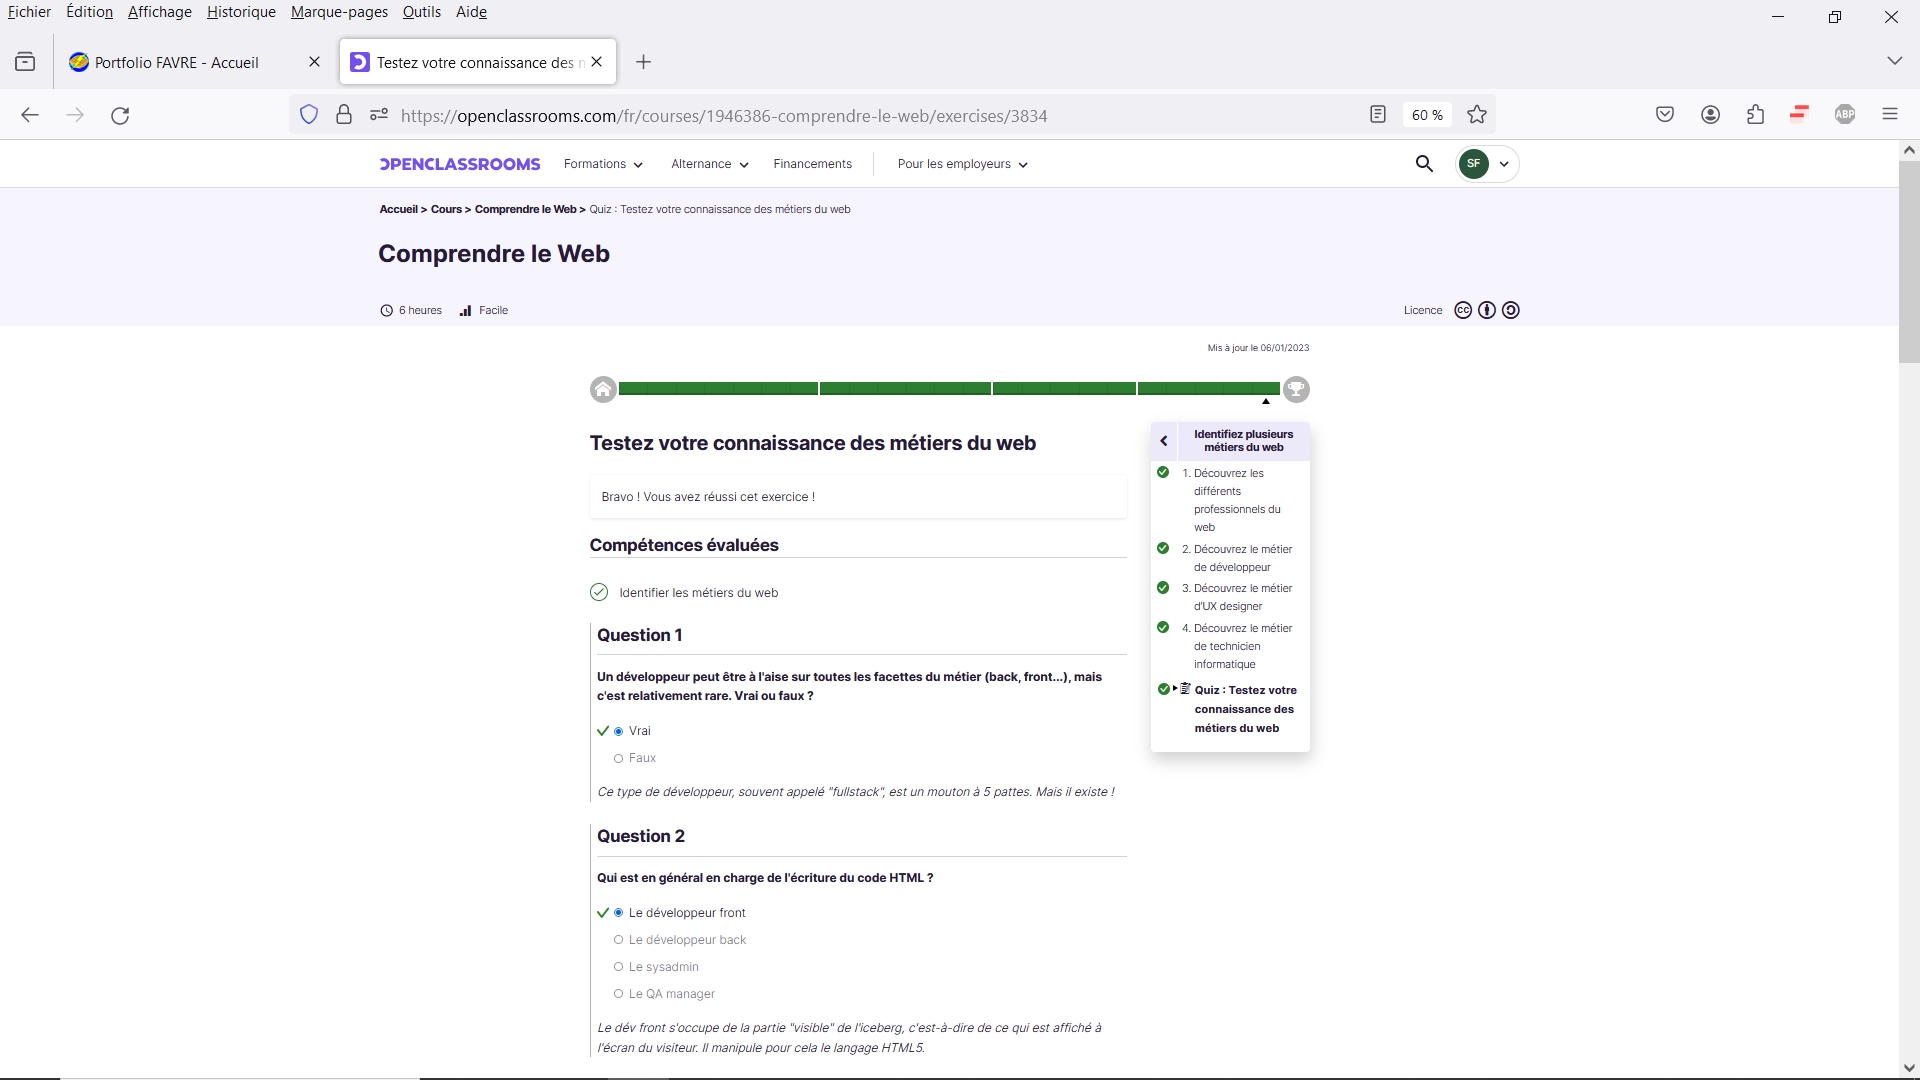 Fichier Édition Affichage Historique Marque-pages Outils Aide
Portfolio FAVRE - Accueil
Testez votre connaissance des m
https://openclassrooms.com/fr/courses/1946386-comprendre-le-web/exercises/3834
60 %
ABP
OPENCLASSROOMS
Formations Alternance Financements Pour les employeurs
SF
Accueil > Cours > Comprendre le Web > Quiz : Testez votre connaissance des métiers du web
Comprendre le Web
6 heures Facile
Licence
cc
Mis à jour le 06/01/2023
Testez votre connaissance des métiers du web
Bravo ! Vous avez réussi cet exercice !
Compétences évaluées
Identifier les métiers du web
Question 1
Un développeur peut être à l'aise sur toutes les facettes du métier (back, front...), mais
c'est relativement rare. Vrai ou faux ?
Vrai
Faux
Ce type de développeur, souvent appelé "fullstack", est un mouton à 5 pattes. Mais il existe !
Question 2
Qui est en général en charge de l'écriture du code HTML ?
Le développeur front
Le développeur back
Le sysadmin
Le QA manager
Le dév front s'occupe de la partie "visible" de l'iceberg, c'est-à-dire de ce qui est affiché à
l'écran du visiteur. Il manipule pour cela le langage HTML5.
Identifiez plusieurs
métiers du web
1. Découvrez les
différents
professionnels du
web
2. Découvrez le métier
de développeur
3. Découvrez le métier
d'UX designer
4. Découvrez le métier
de technicien
informatique
Quiz : Testez votre
connaissance des
métiers du web